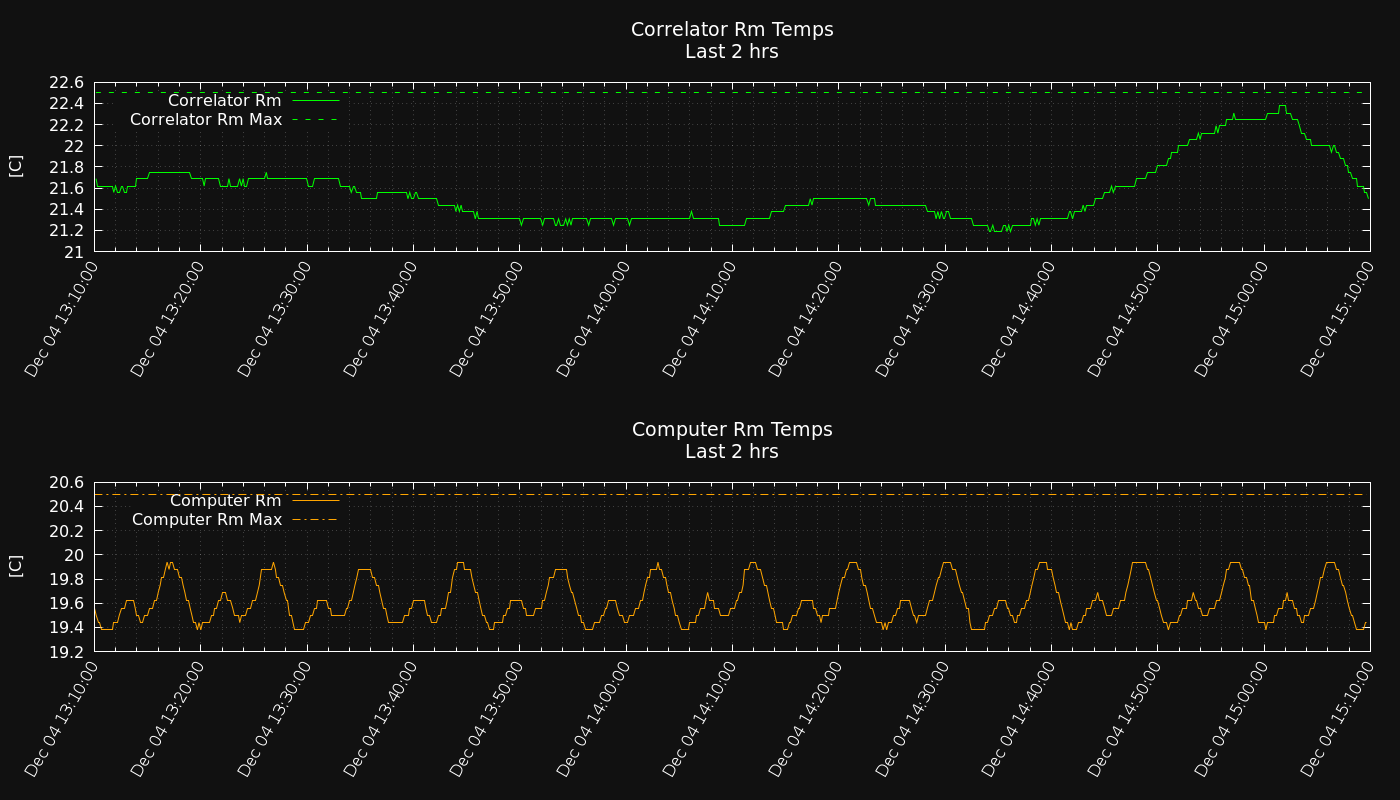 Correlator Rm Temps
Last 2 hrs
22.6
22.4
22.2
22
21.8
21.6
21.4
21.2
21
[C]
Correlator Rm
Correlator Rm Max
Dec 04 13:10:00
Dec 04 13:20:00
Dec 04 13:30:00
Dec 04 13:40:00
Dec 04 13:50:00
Dec 04 14:00:00
Dec 04 14:10:00
Dec 04 14:20:00
Dec 04 14:30:00
Dec 04 14:40:00
Dec 04 14:50:00
Dec 04 15:00:00
Dec 04 15:10:00
Computer Rm Temps
Last 2 hrs
20.6
20.4
20.2
20
19.8
19.6
19.4
19.2
[C]
Computer Rm
Computer Rm Max
Dec 04 13:10:00
Dec 04 13:20:00
Dec 04 13:30:00
Dec 04 13:40:00
Dec 04 13:50:00
Dec 04 14:00:00
Dec 04 14:10:00
Dec 04 14:20:00
Dec 04 14:30:00
Dec 04 14:40:00
Dec 04 14:50:00
Dec 04 15:00:00
Dec 04 15:10:00